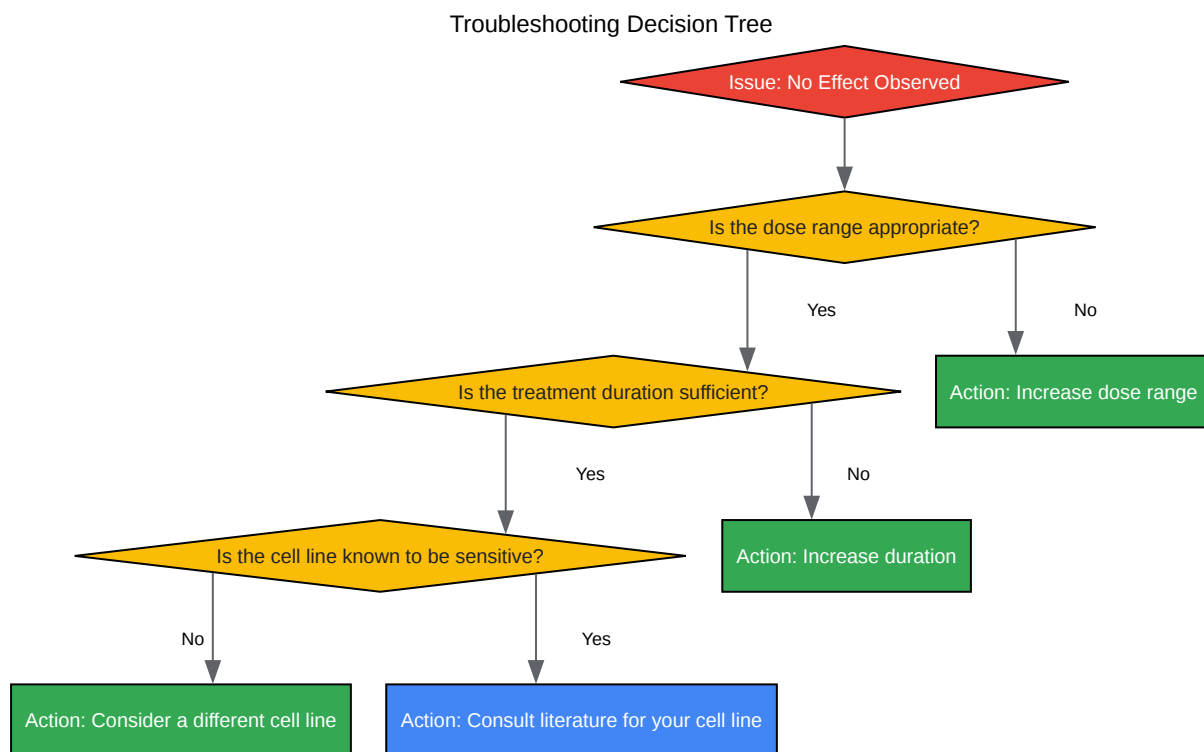 Troubleshooting Decision Tree
Issue: No Effect Observed
Is the dose range appropriate?
Yes
No
Is the treatment duration sufficient?
Action: Increase dose range
Yes
No
Is the cell line known to be sensitive?
Action: Increase duration
No
Yes
Action: Consider a different cell line
Action: Consult literature for your cell line